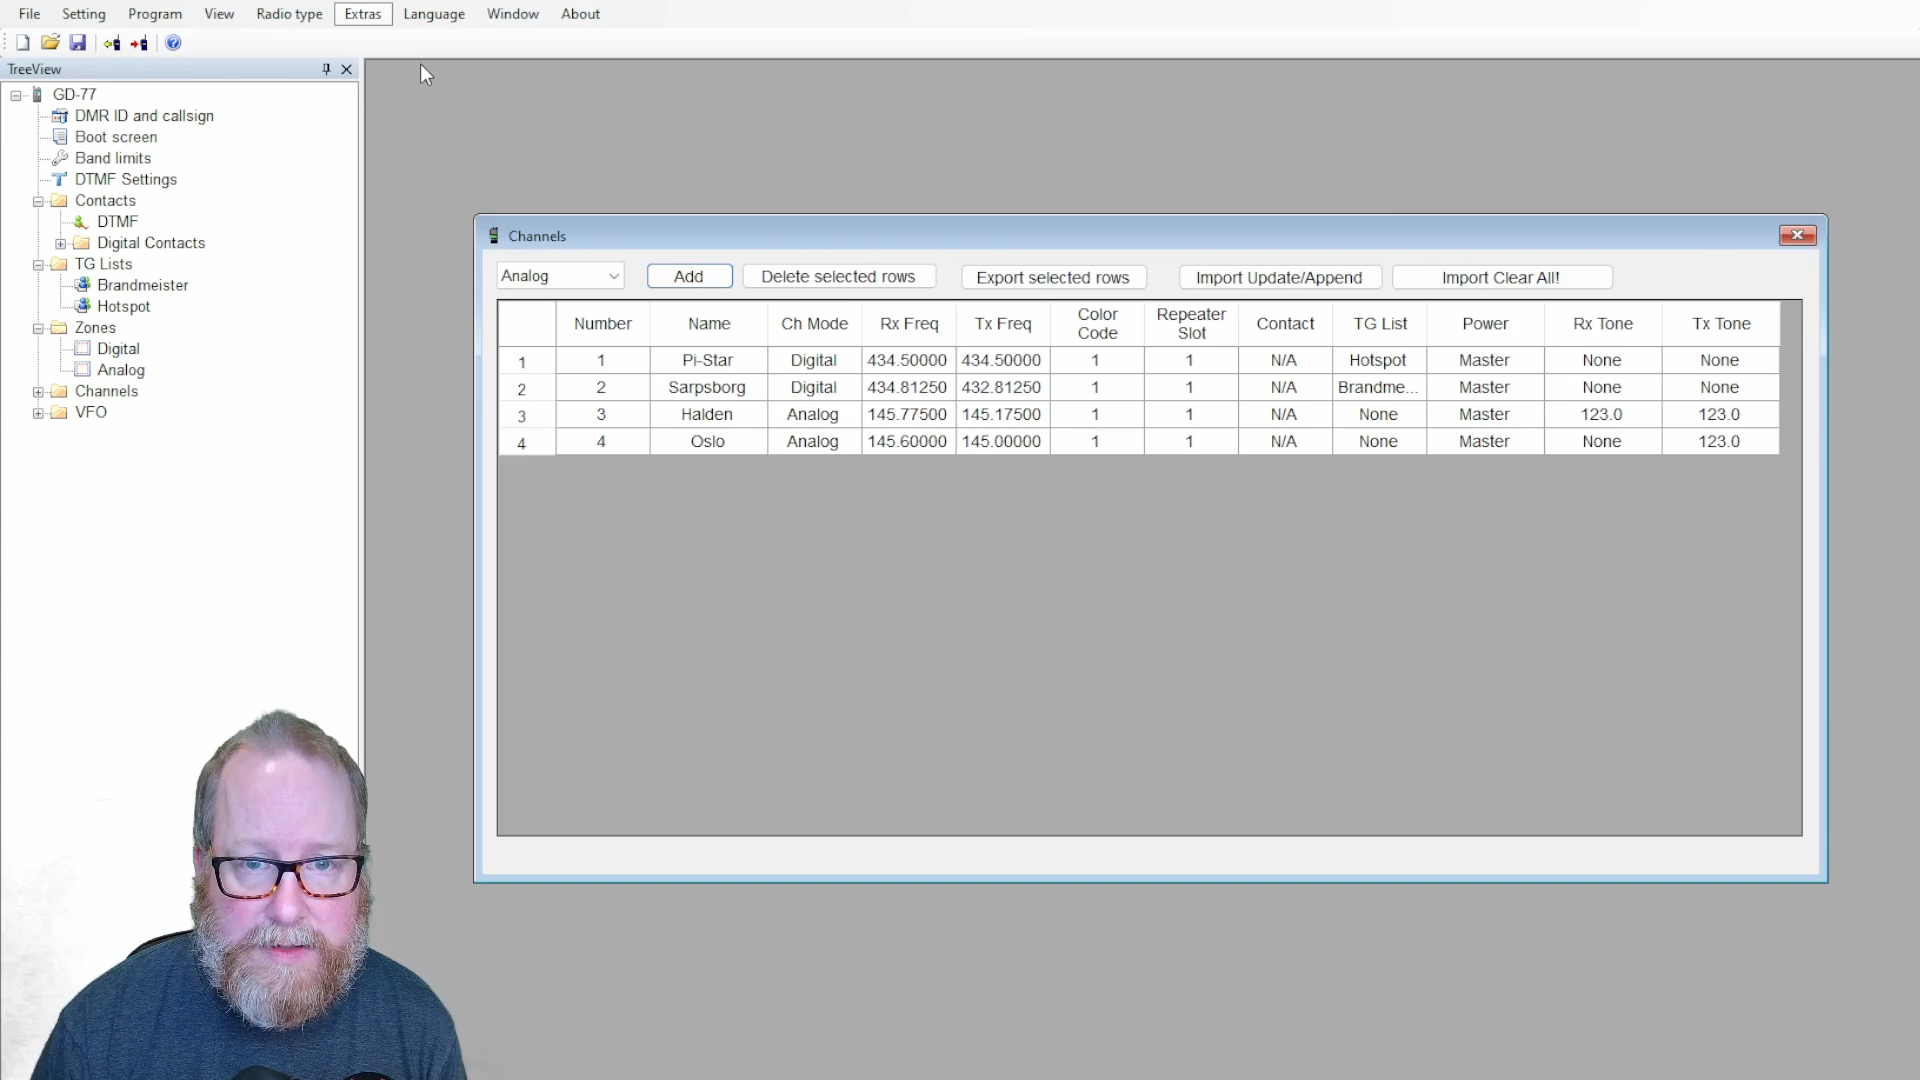 File Setting Program View Radio type Extras Language Window About
TreeView
GD-77
DMR ID and callsign
Boot screen
Band limits
DTMF Settings
Contacts
DTMF
Digital Contacts
TG Lists
Brandmeister
Hotspot
Zones
Digital
Analog
Channels
VFO
Channels
Analog Add Delete selected rows Export selected rows Import Update/Append Import Clear All!
Number Name Ch Mode Rx Freq Tx Freq Color Code Repeater Slot Contact TG List Power Rx Tone Tx Tone
1 1 Pi-Star Digital 434.50000 434.50000 1 1 N/A Hotspot Master None None
2 2 Sarpsborg Digital 434.81250 432.81250 1 1 N/A Brandme... Master None None
3 3 Halden Analog 145.77500 145.17500 1 1 N/A None Master 123.0 123.0
4 4 Oslo Analog 145.60000 145.00000 1 1 N/A None Master None 123.0